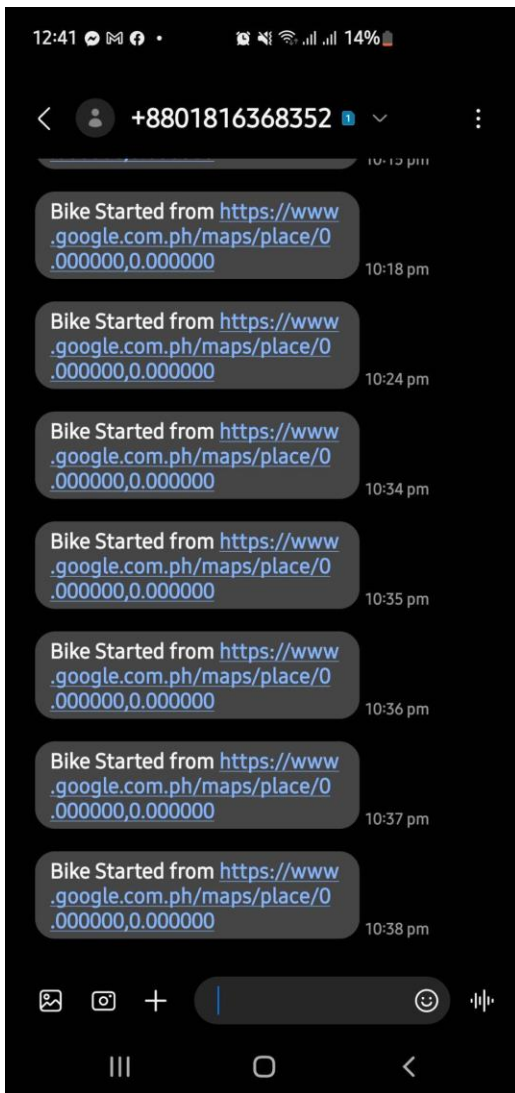 12:41
14%
+8801816368352 1
10:15 pm
Bike Started from https://www
.google.com.ph/maps/place/0
.000000,0.000000
10:18 pm
Bike Started from https://www
.google.com.ph/maps/place/0
.000000,0.000000
10:24 pm
Bike Started from https://www
.google.com.ph/maps/place/0
.000000,0.000000
10:34 pm
Bike Started from https://www
.google.com.ph/maps/place/0
.000000,0.000000
10:35 pm
Bike Started from https://www
.google.com.ph/maps/place/0
.000000,0.000000
10:36 pm
Bike Started from https://www
.google.com.ph/maps/place/0
.000000,0.000000
10:37 pm
Bike Started from https://www
.google.com.ph/maps/place/0
.000000,0.000000
10:38 pm